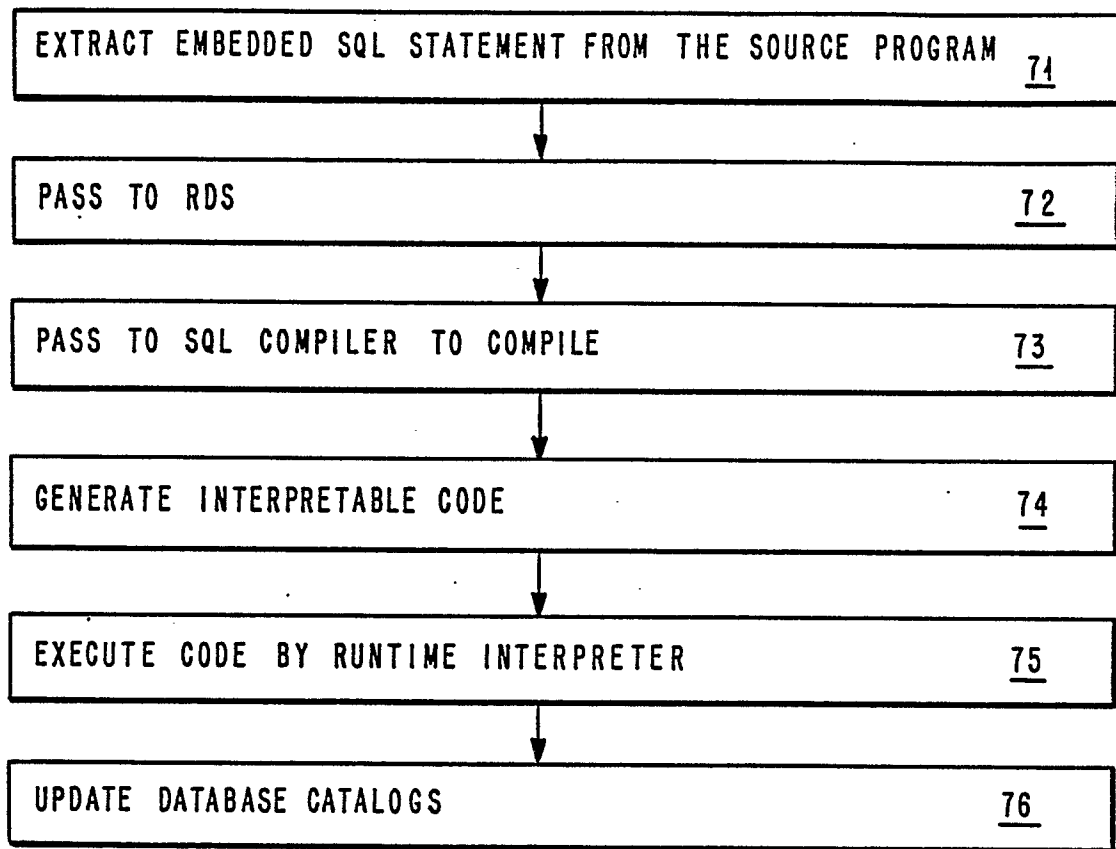 EXTRACT EMBEDDED SQL STATEMENT FROM THE SOURCE PROGRAM 71
PASS TO RDS 72
PASS TO SQL COMPILER TO COMPILE 73
GENERATE INTERPRETABLE CODE 74
EXECUTE CODE BY RUNTIME INTERPRETER 75
UPDATE DATABASE CATALOGS 76